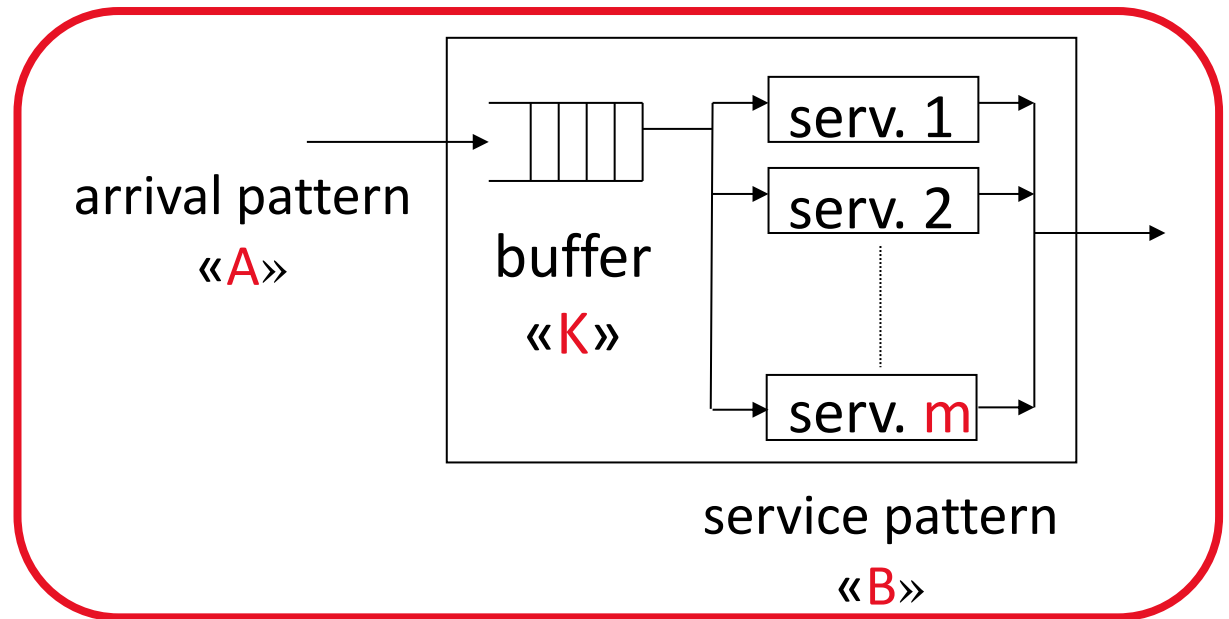 arrival pattern
«A»
buffer
«K»
serv. 1
serv. 2
serv. m
service pattern
«B»